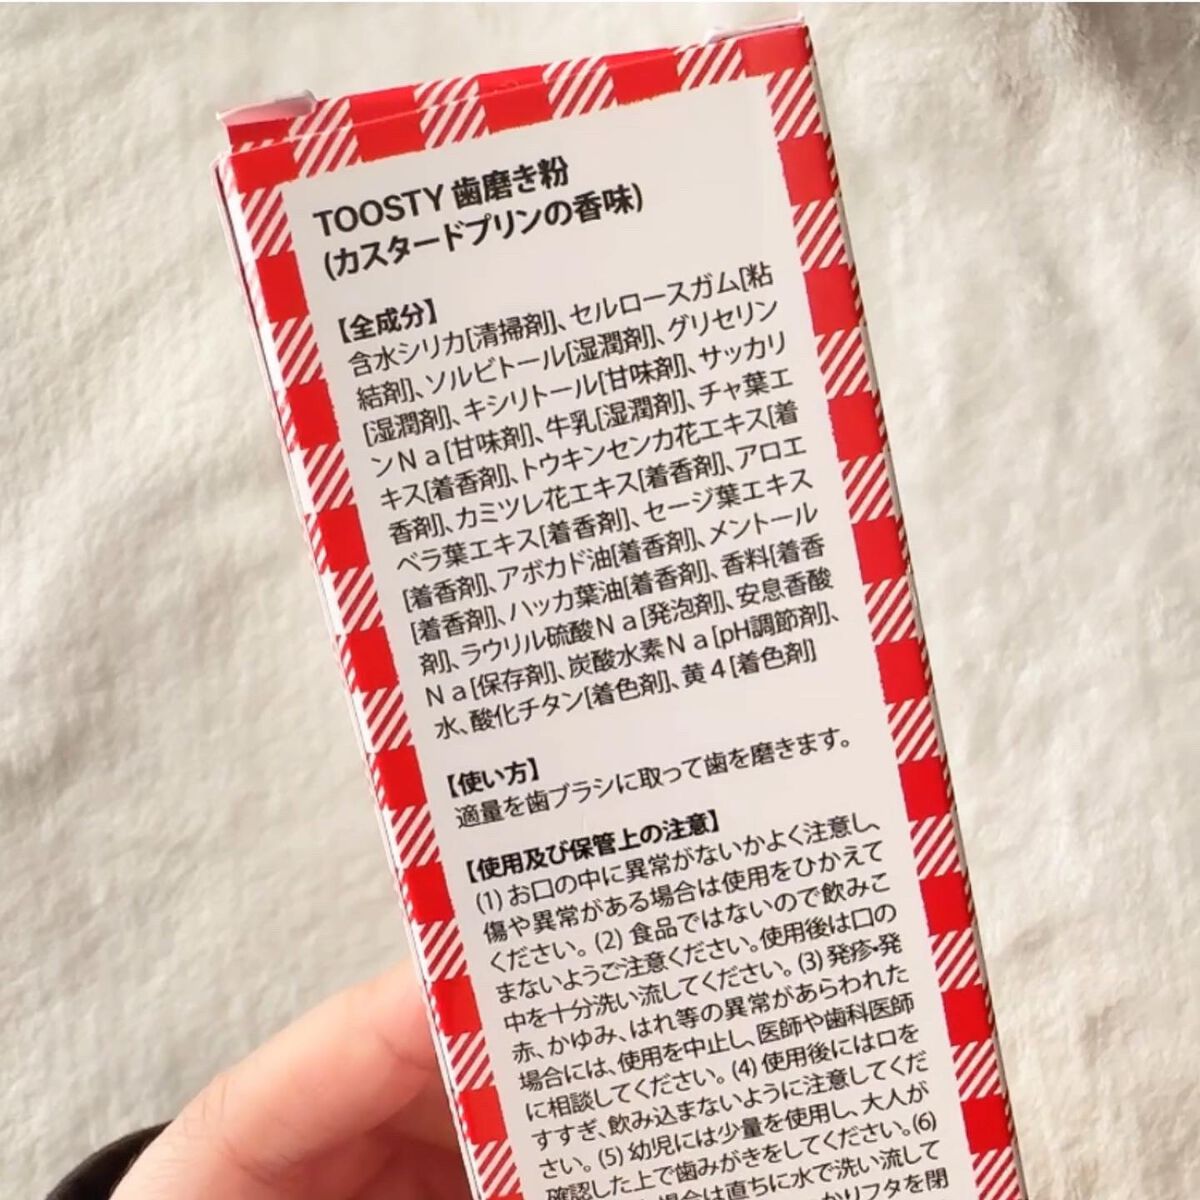 TOOSTY 歯磨き粉
(カスタードプリンの香味)
【全成分】
含水シリカ[清掃剤]、セルロースガム[粘
結剤]、ソルビトール[湿潤剤]、グリセリン
[湿潤剤]、キシリトール[甘味剤]、サッカリ
ンNa[甘味剤]、牛乳[湿潤剤]、チャ葉エ
キス[着香剤]、トウキンセンカ花エキス[着
香剤]、カミツレ花エキス[着香剤]、アロエ
ベラ葉エキス[着香剤]、セージ葉エキス
[着香剤]、アボカド油[着香剤]、メントール
[着香剤]、ハッカ葉油[着香剤]、香料[着香
剤]、ラウリル硫酸Na[発泡剤]、安息香酸
Na[保存剤]、炭酸水素Na[pH調節剤]、
水、酸化チタン[着色剤]、黄4[着色剤]
【使い方】
適量を歯ブラシに取って歯を磨きます。
【使用及び保管上の注意】
(1) お口の中に異常がないかよく注意し、
傷や異常がある場合は使用をひかえて
ください。(2) 食品ではないので飲みこ
まないようご注意ください。使用後は口の
中を十分洗い流してください。(3) 発疹・発
赤、かゆみ、はれ等の異常があらわれた
場合には、使用を中止し、医師や歯科医師
に相談してください。(4) 使用後には口を
すすぎ、飲み込まないように注意してくだ
さい。(5) 幼児には少量を使用し、大人が
確認した上で歯みがきをしてください。(6)
場合は直ちに水で洗い流して
かりフタを閉